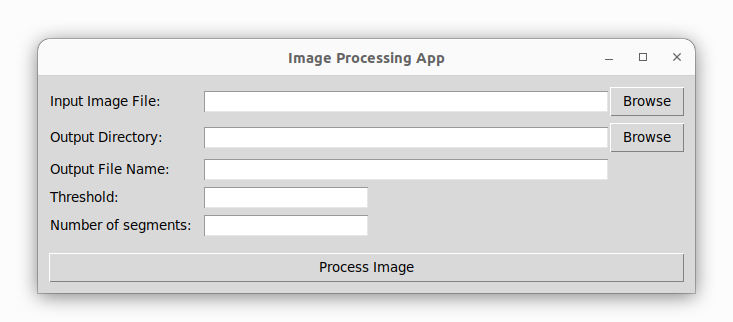 Image Processing App
Input Image File: Browse
Output Directory: Browse
Output File Name:
Threshold:
Number of segments:
Process Image